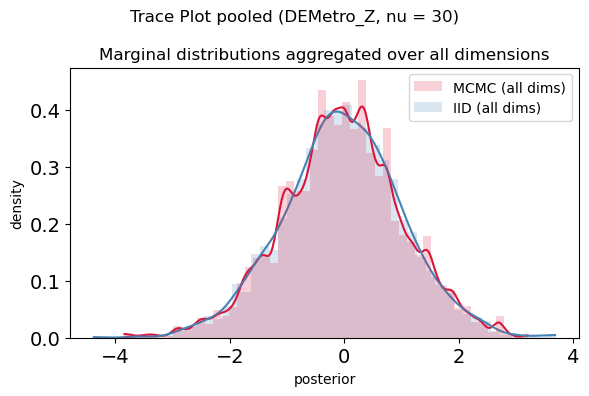 Trace Plot pooled (DEMetro_Z, nu = 30)
Marginal distributions aggregated over all dimensions
MCMC (all dims)
IID (all dims)
density
0.4
0.3
0.2
0.1
0.0
−4
−2
0
2
4
posterior